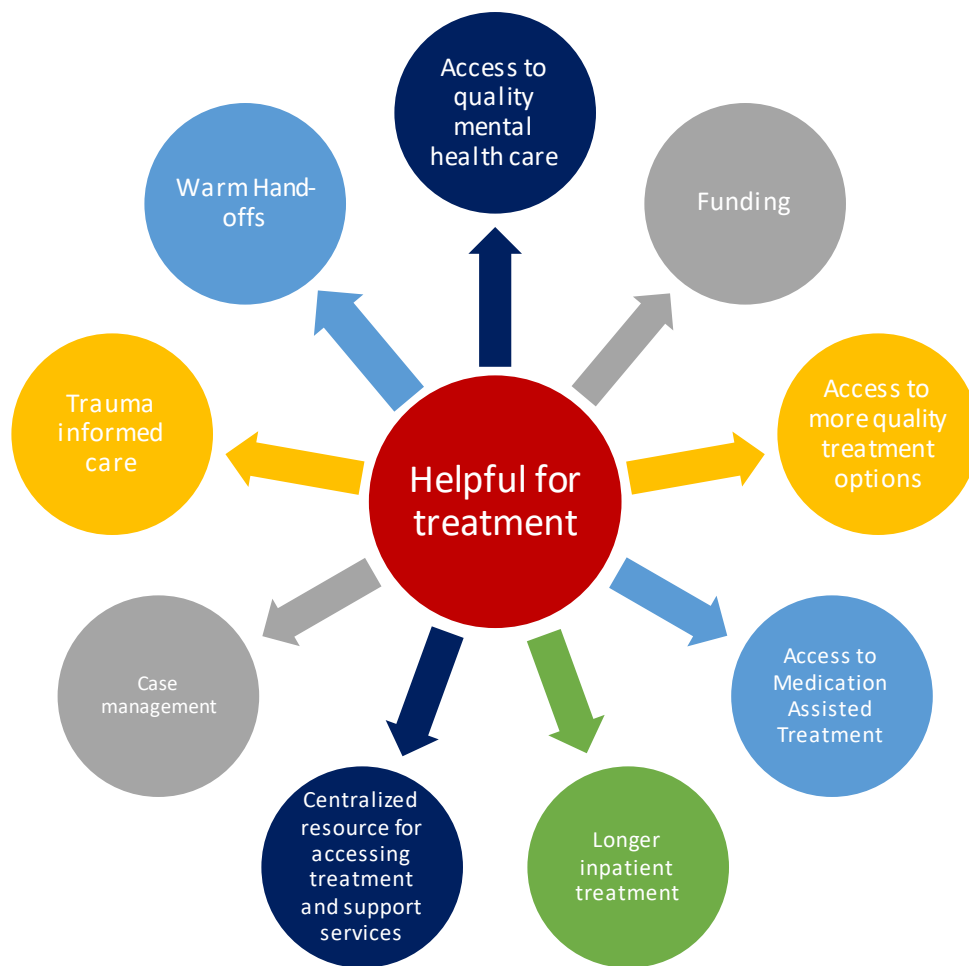 Access to
quality
mental
health care
Funding
Access to
more quality
treatment
options
Access to
Medication
Assisted
Treatment
Longer
inpatient
treatment
Centralized
resource for
accessing
treatment
and support
services
Case
management
Trauma
informed
care
Warm Hand-
offs
Helpful for
treatment